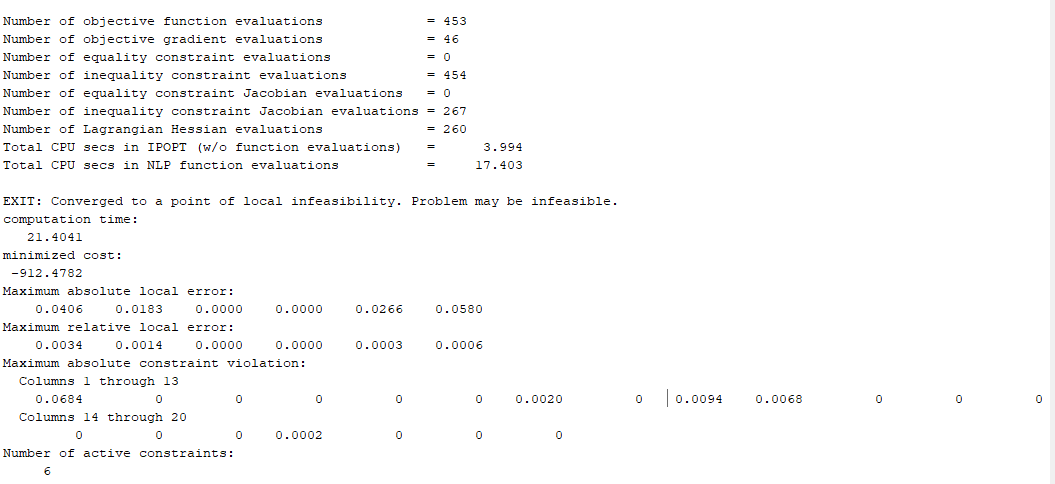 Number of objective function evaluations = 453
Number of objective gradient evaluations = 46
Number of equality constraint evaluations = 0
Number of inequality constraint evaluations = 454
Number of equality constraint Jacobian evaluations = 0
Number of inequality constraint Jacobian evaluations = 267
Number of Lagrangian Hessian evaluations = 260
Total CPU secs in IPOPT (w/o function evaluations) = 3.994
Total CPU secs in NLP function evaluations = 17.403
EXIT: Converged to a point of local infeasibility. Problem may be infeasible.
computation time:
21.4041
minimized cost:
-912.4782
Maximum absolute local error:
0.0406 0.0183 0.0000 0.0000 0.0266 0.0580
Maximum relative local error:
0.0034 0.0014 0.0000 0.0000 0.0003 0.0006
Maximum absolute constraint violation:
Columns 1 through 13
0.0684 0 0 0 0 0 0.0020 0 0.0094 0.0068 0 0 0
Columns 14 through 20
0 0 0 0.0002 0 0 0
Number of active constraints:
6